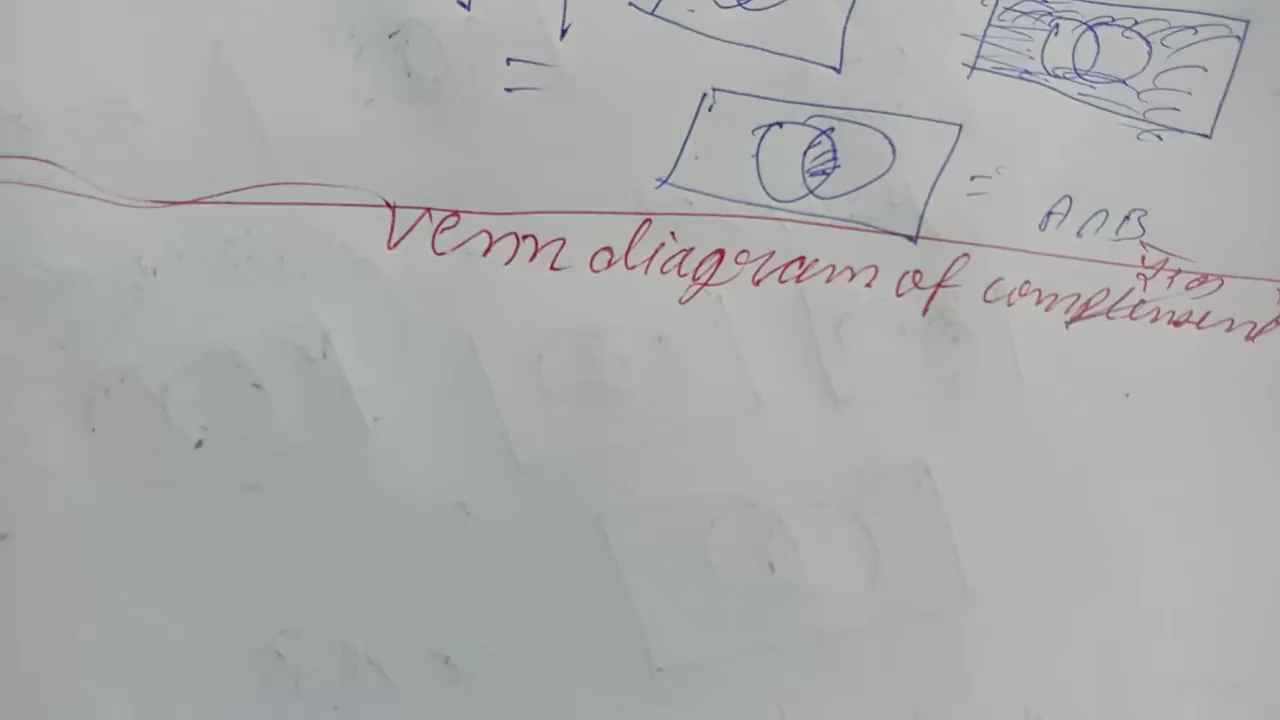 =
= A∩B
Venn diagram of complement